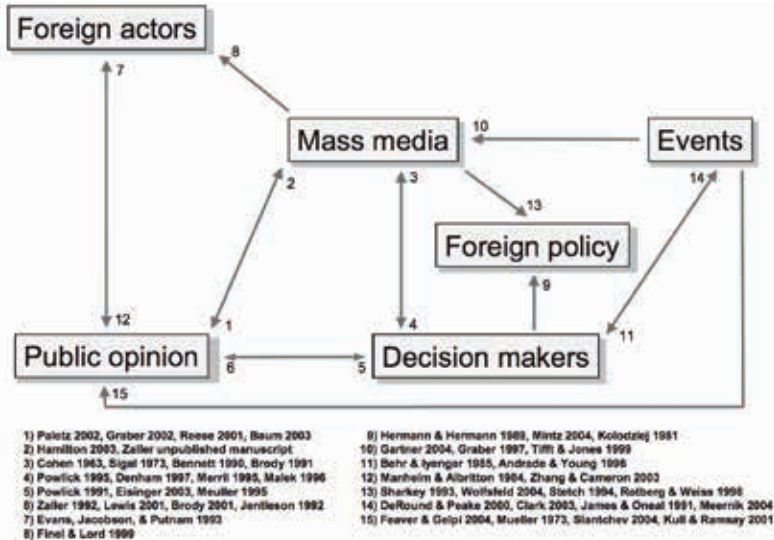 Foreign actors
7
8
Mass media
10
Events
2
3
13
14
Foreign policy
9
12
1
4
11
Public opinion
6
5
Decision makers
15
1) Paletz 2002, Graber 2002, Reese 2001, Baum 2003
2) Hamilton 2003, Zaller unpublished manuscript
3) Cohen 1963, Sigal 1973, Bennett 1990, Brody 1991
4) Powlick 1995, Denham 1997, Merril 1995, Malek 1996
5) Powlick 1991, Eisinger 2003, Meuller 1995
6) Zaller 1992, Lewis 2001, Brody 2001, Jentleson 1992
7) Evans, Jacobson, & Putnam 1993
8) Finel & Lord 1999
9) Hermann & Hermann 1989, Mintz 2004, Kolodziej 1981
10) Gartner 2004, Graber 1997, Tifft & Jones 1999
11) Behr & Iyenger 1985, Andrade & Young 1996
12) Manheim & Albritton 1984, Zhang & Cameron 2003
13) Sharkey 1993, Wolfsfeld 2004, Stetch 1994, Rotberg & Weiss 1996
14) DeRound & Peake 2000, Clark 2003, James & Oneal 1991, Meernik 2004
15) Feaver & Gelpi 2004, Mueller 1973, Slantchev 2004, Kull & Ramsay 2001